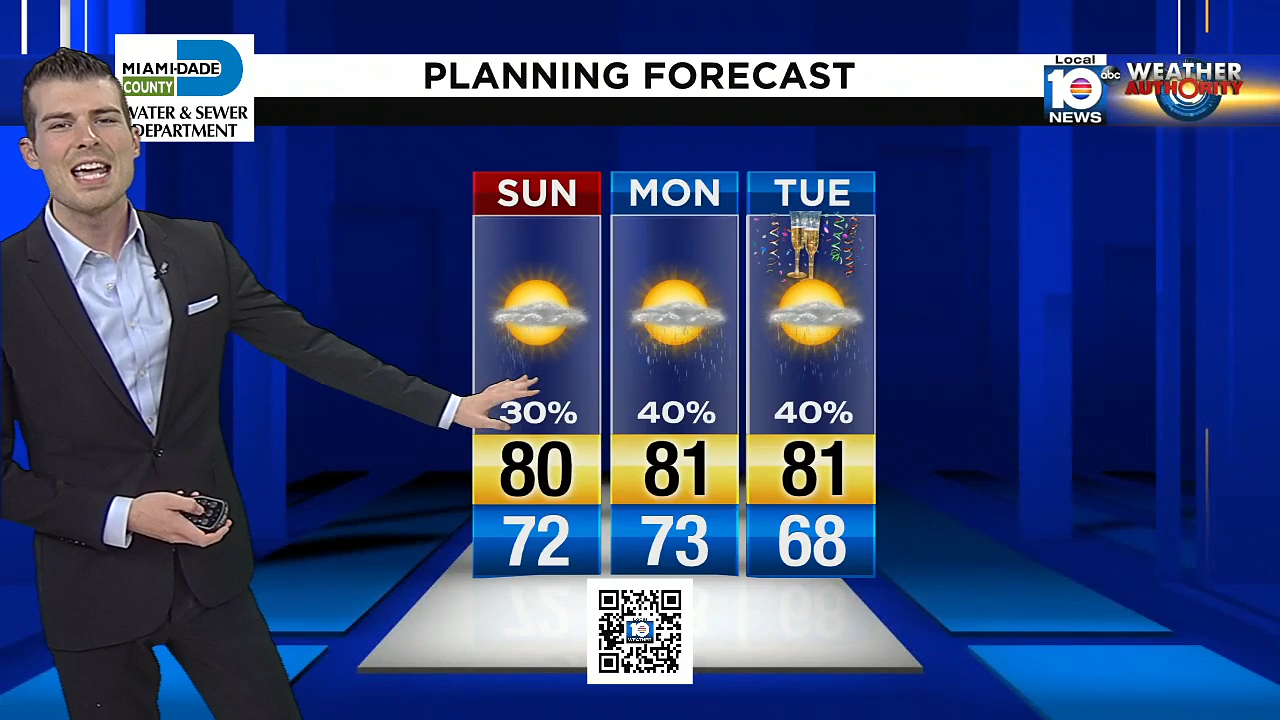 MIAMI-DADE
COUNTY
WATER & SEWER
DEPARTMENT
PLANNING FORECAST
Local
10
NEWS
abc
WEATHER
AUTHORITY
SUN
MON
TUE
30%
40%
40%
80
81
81
72
73
68
10